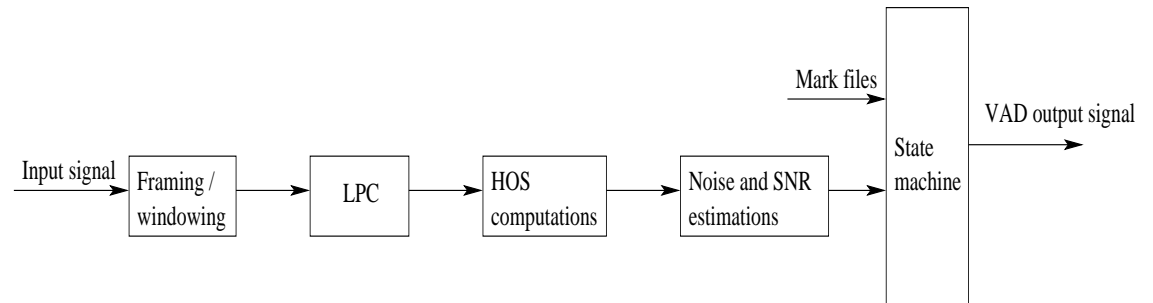 Mark files
VAD output signal
Input signal
Framing /
windowing
LPC
HOS
computations
Noise and SNR
estimations
State
machine